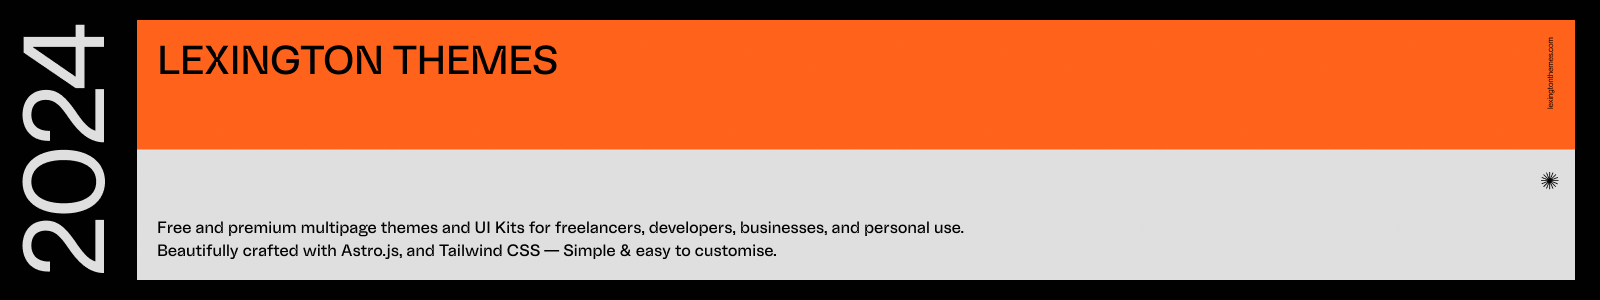 2024
LEXINGTON THEMES
lexingtonthemes.com
Free and premium multipage themes and UI Kits for freelancers, developers, businesses, and personal use.
Beautifully crafted with Astro.js, and Tailwind CSS — Simple & easy to customise.